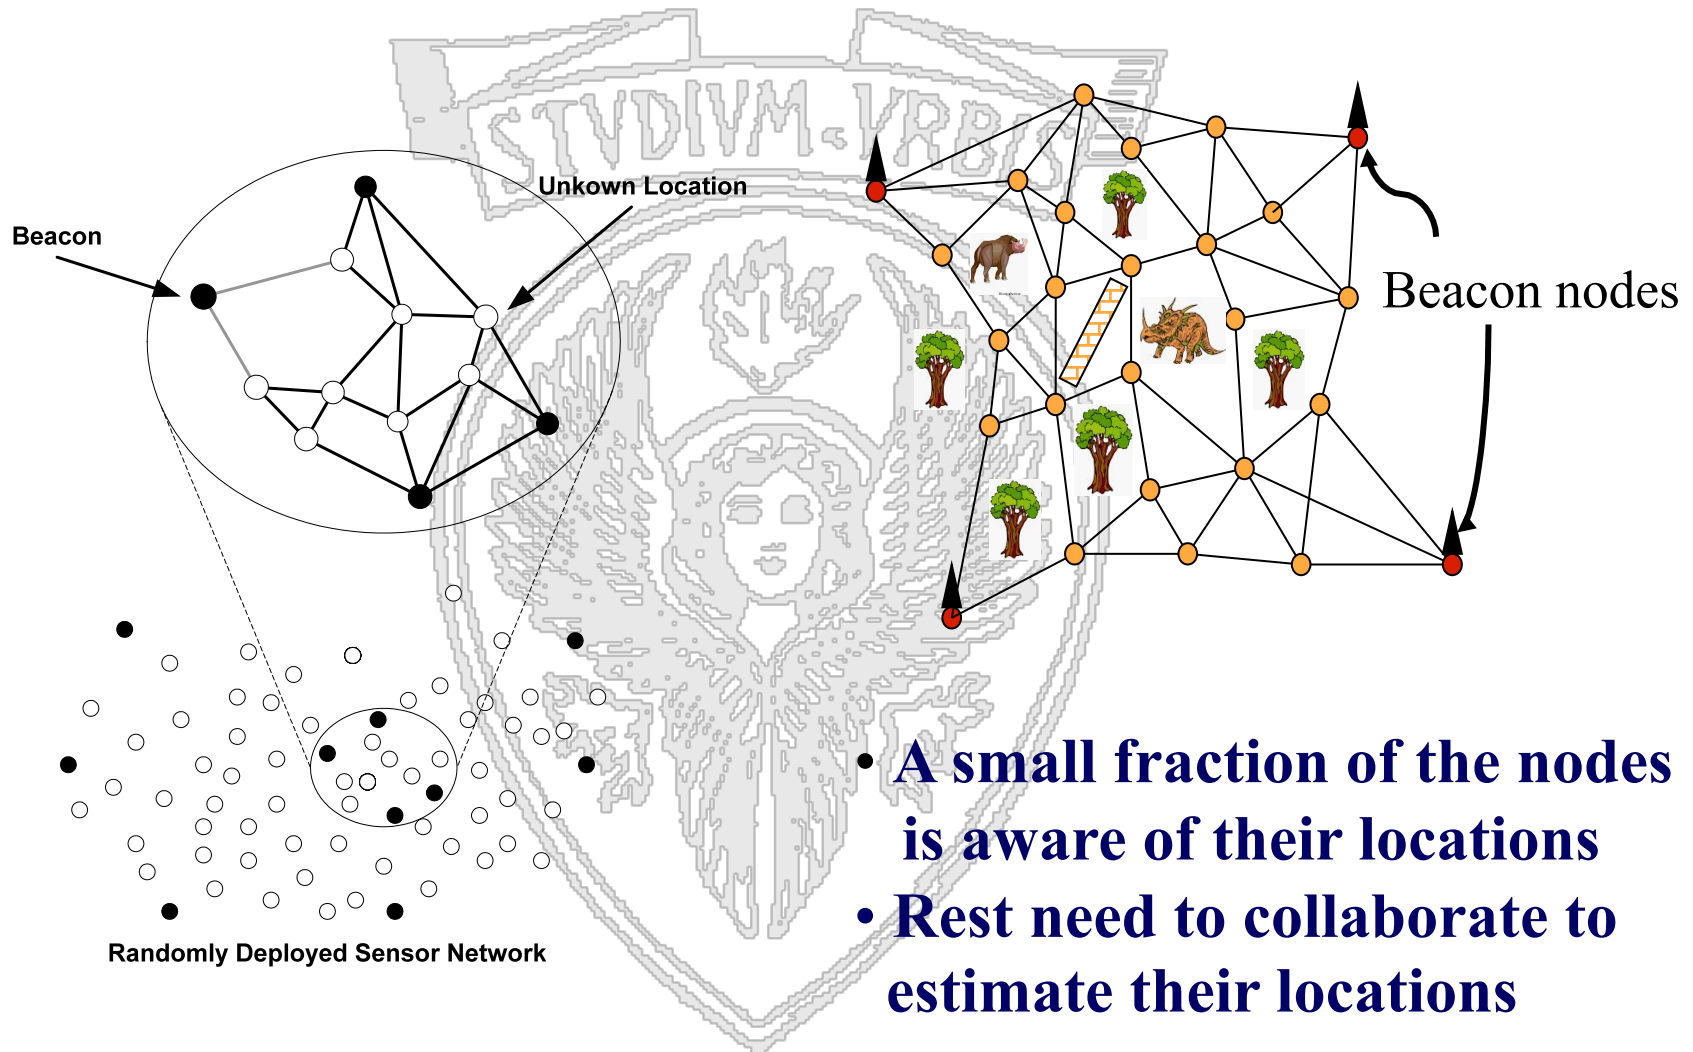 STVDIVM VRBIS
Unkown Location
Beacon
Beacon nodes
• A small fraction of the nodes
is aware of their locations
• Rest need to collaborate to
estimate their locations
Randomly Deployed Sensor Network